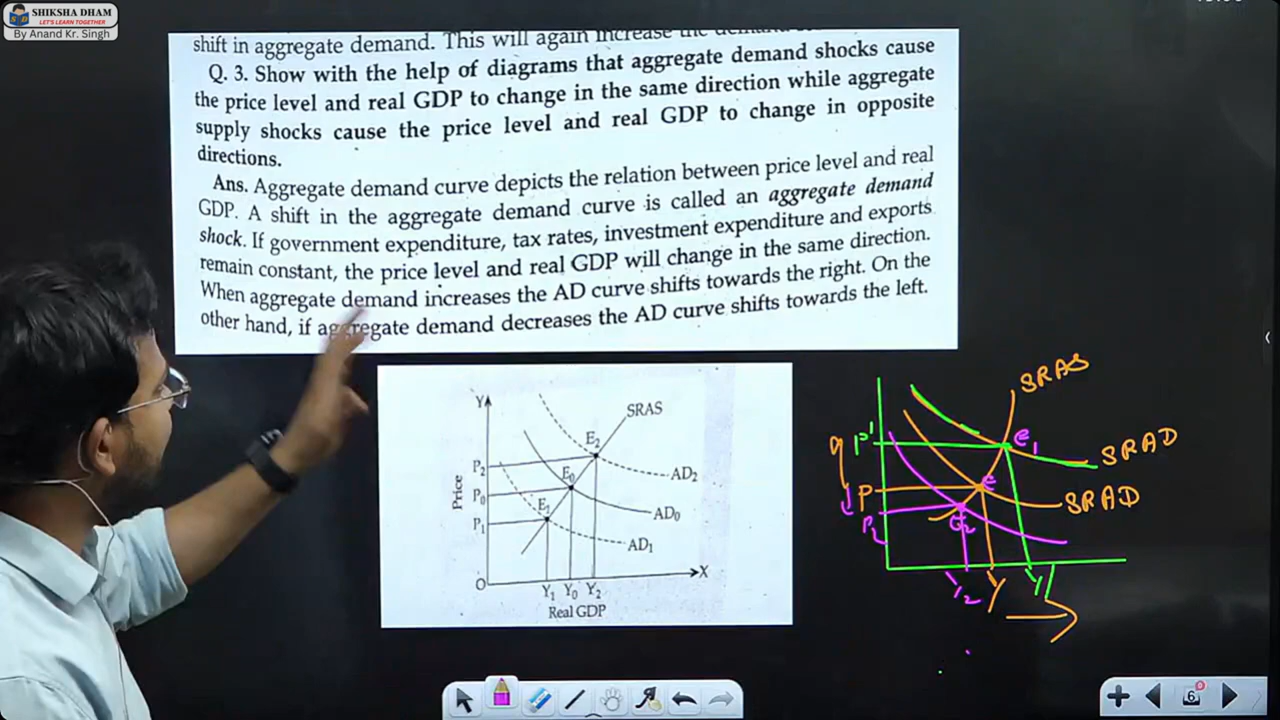 SHIKSHA DHAM
LET'S LEARN TOGETHER
By Anand Kr. Singh
shift in aggregate demand. This will again increase the
Q. 3. Show with the help of diagrams that aggregate demand shocks cause
the price level and real GDP to change in the same direction while aggregate
supply shocks cause the price level and real GDP to change in opposite
directions.
Ans. Aggregate demand curve depicts the relation between price level and real
GDP. A shift in the aggregate demand curve is called an aggregate demand
shock. If government expenditure, tax rates, investment expenditure and exports
remain constant, the price level and real GDP will change in the same direction.
When aggregate demand increases the AD curve shifts towards the right. On the
other hand, if aggregate demand decreases the AD curve shifts towards the left.
Y
SRAS
E₂
P₂
AD₂
E₀
P₀
Price
E₁
AD₀
P₁
AD₁
O
X
Y₁ Y₀ Y₂
Real GDP
SRAS
P'
e₁
SRAD
P
e
SRAD
P₂
e₂
Y₂
Y
Y'
6